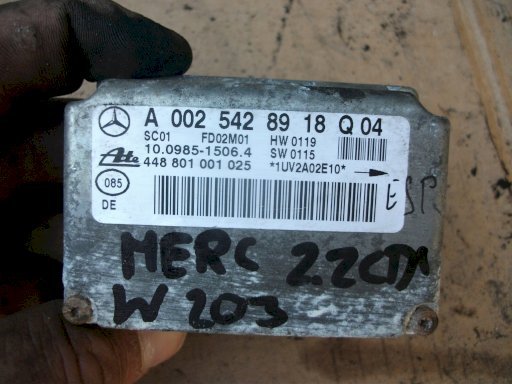 A 002 542 89 18 Q 04
SC01 FD02M01 HW 0119
10.0985-1506.4 SW 0115
Ate 448 801 001 025 *1UV2A02E10*
085
DE
ESP
MERC 2.2CDI
W 203